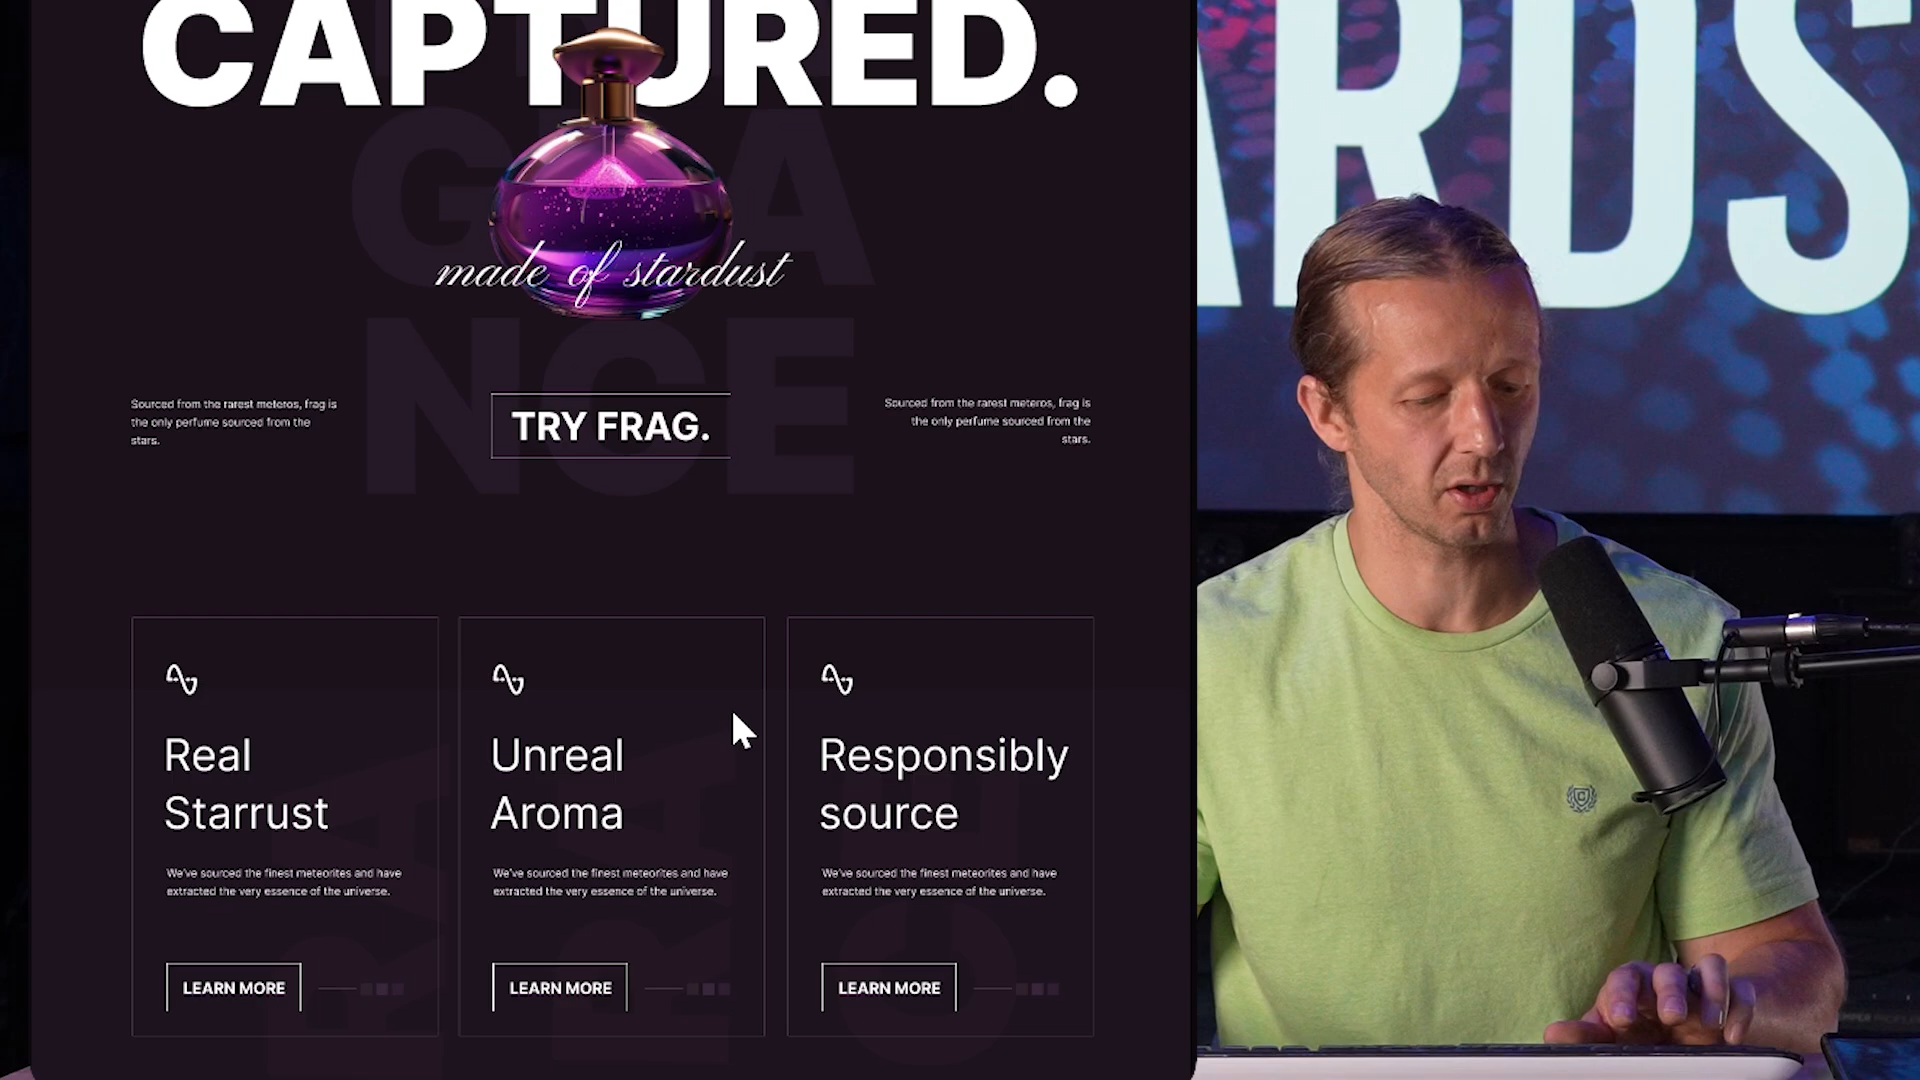 CAPTURED.
ARDS
GRA
made of stardust
NCE
Sourced from the rarest meteros, frag is
the only perfume sourced from the
stars.
TRY FRAG.
Sourced from the rarest meteros, frag is
the only perfume sourced from the
stars.
Real
Starrust
We've sourced the finest meteorites and have
extracted the very essence of the universe.
LEARN MORE
Unreal
Aroma
We've sourced the finest meteorites and have
extracted the very essence of the universe.
LEARN MORE
Responsibly
source
We've sourced the finest meteorites and have
extracted the very essence of the universe.
LEARN MORE